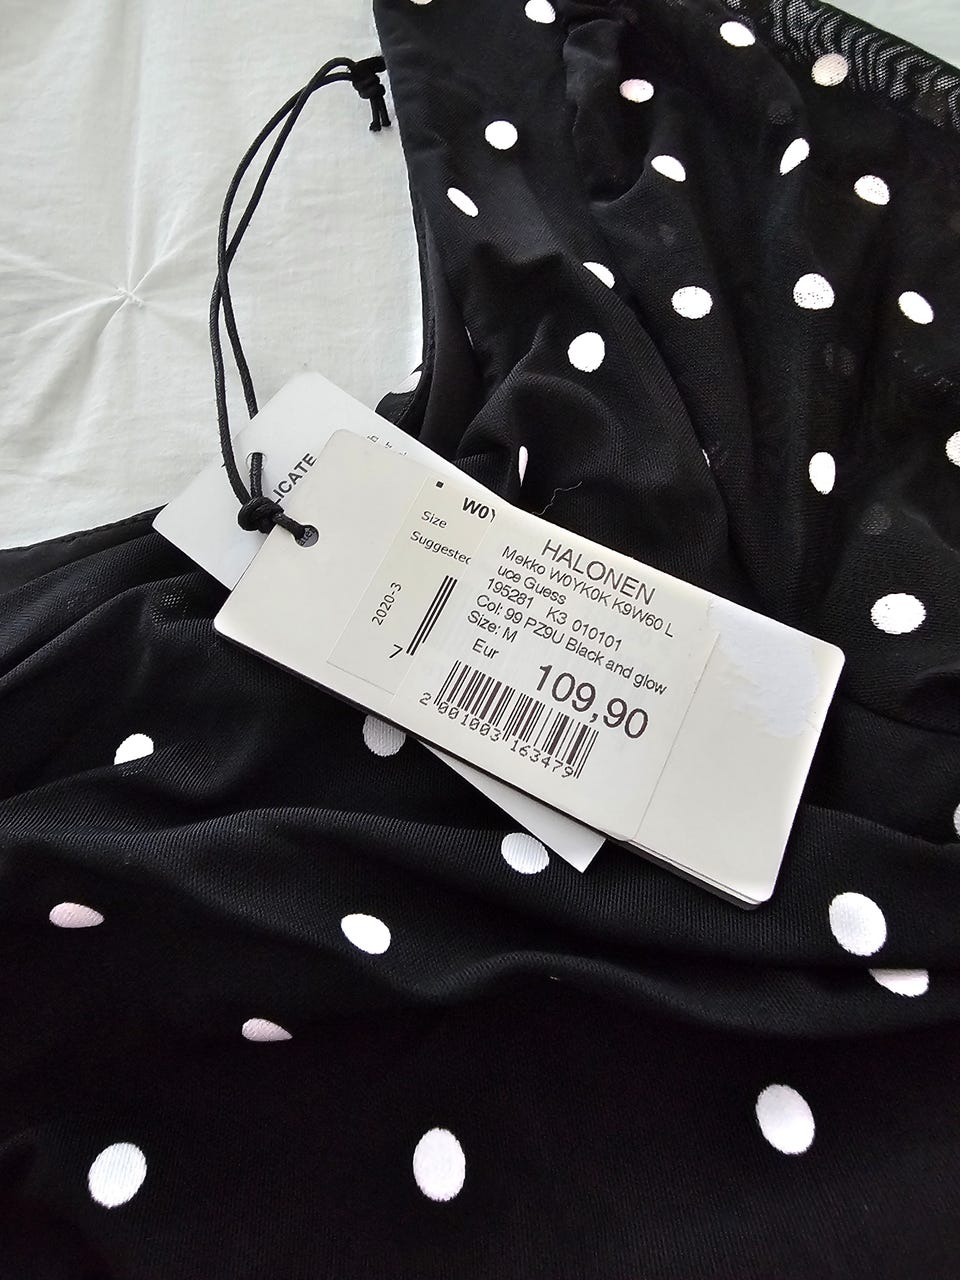 LICATE
W0Y
Size
Suggested
2020-3
7
HALONEN
Mekko W0YK0K K9W60 L
uce Guess
195281 K3 010101
Col: 99 PZ9U Black and glow
Size: M
Eur
109,90
2 001003 163479